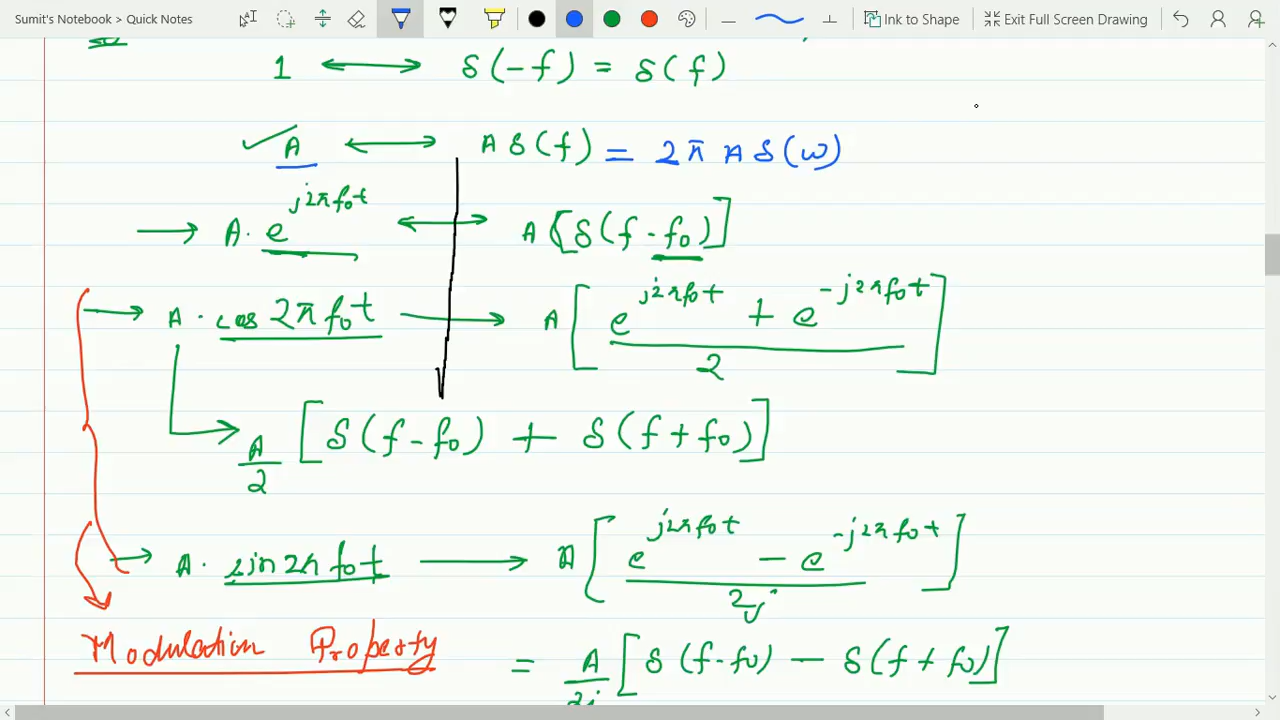 Sumit's Notebook > Quick Notes
Ink to Shape
Exit Full Screen Drawing
1 ⟷ δ(-f) = δ(f)
✓A ⟷ A δ(f) = 2π A δ(ω)
→ A · e^{j2πf₀t} ⟷ A[δ(f - f₀)]
→ A · cos 2πf₀t → A[(e^{j2πf₀t} + e^{-j2πf₀t})/2]
→ A/2 [δ(f - f₀) + δ(f + f₀)]
→ A · sin 2πf₀t → A[(e^{j2πf₀t} - e^{-j2πf₀t})/2j]
Modulation Property
= A/2j [δ(f - f₀) - δ(f + f₀)]